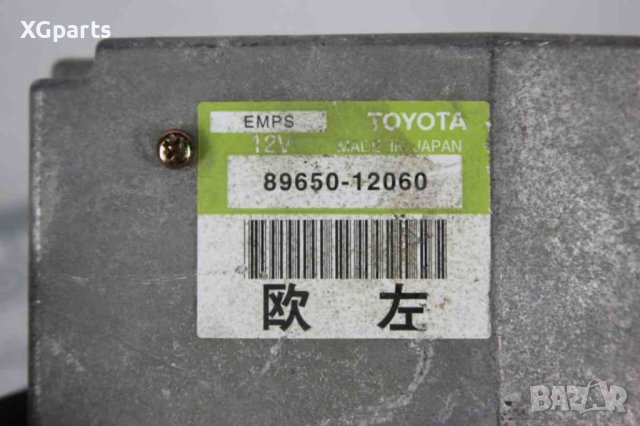 XGparts
EMPS TOYOTA
12V MADE IN JAPAN
89650-12060
欧 左
BAZAR